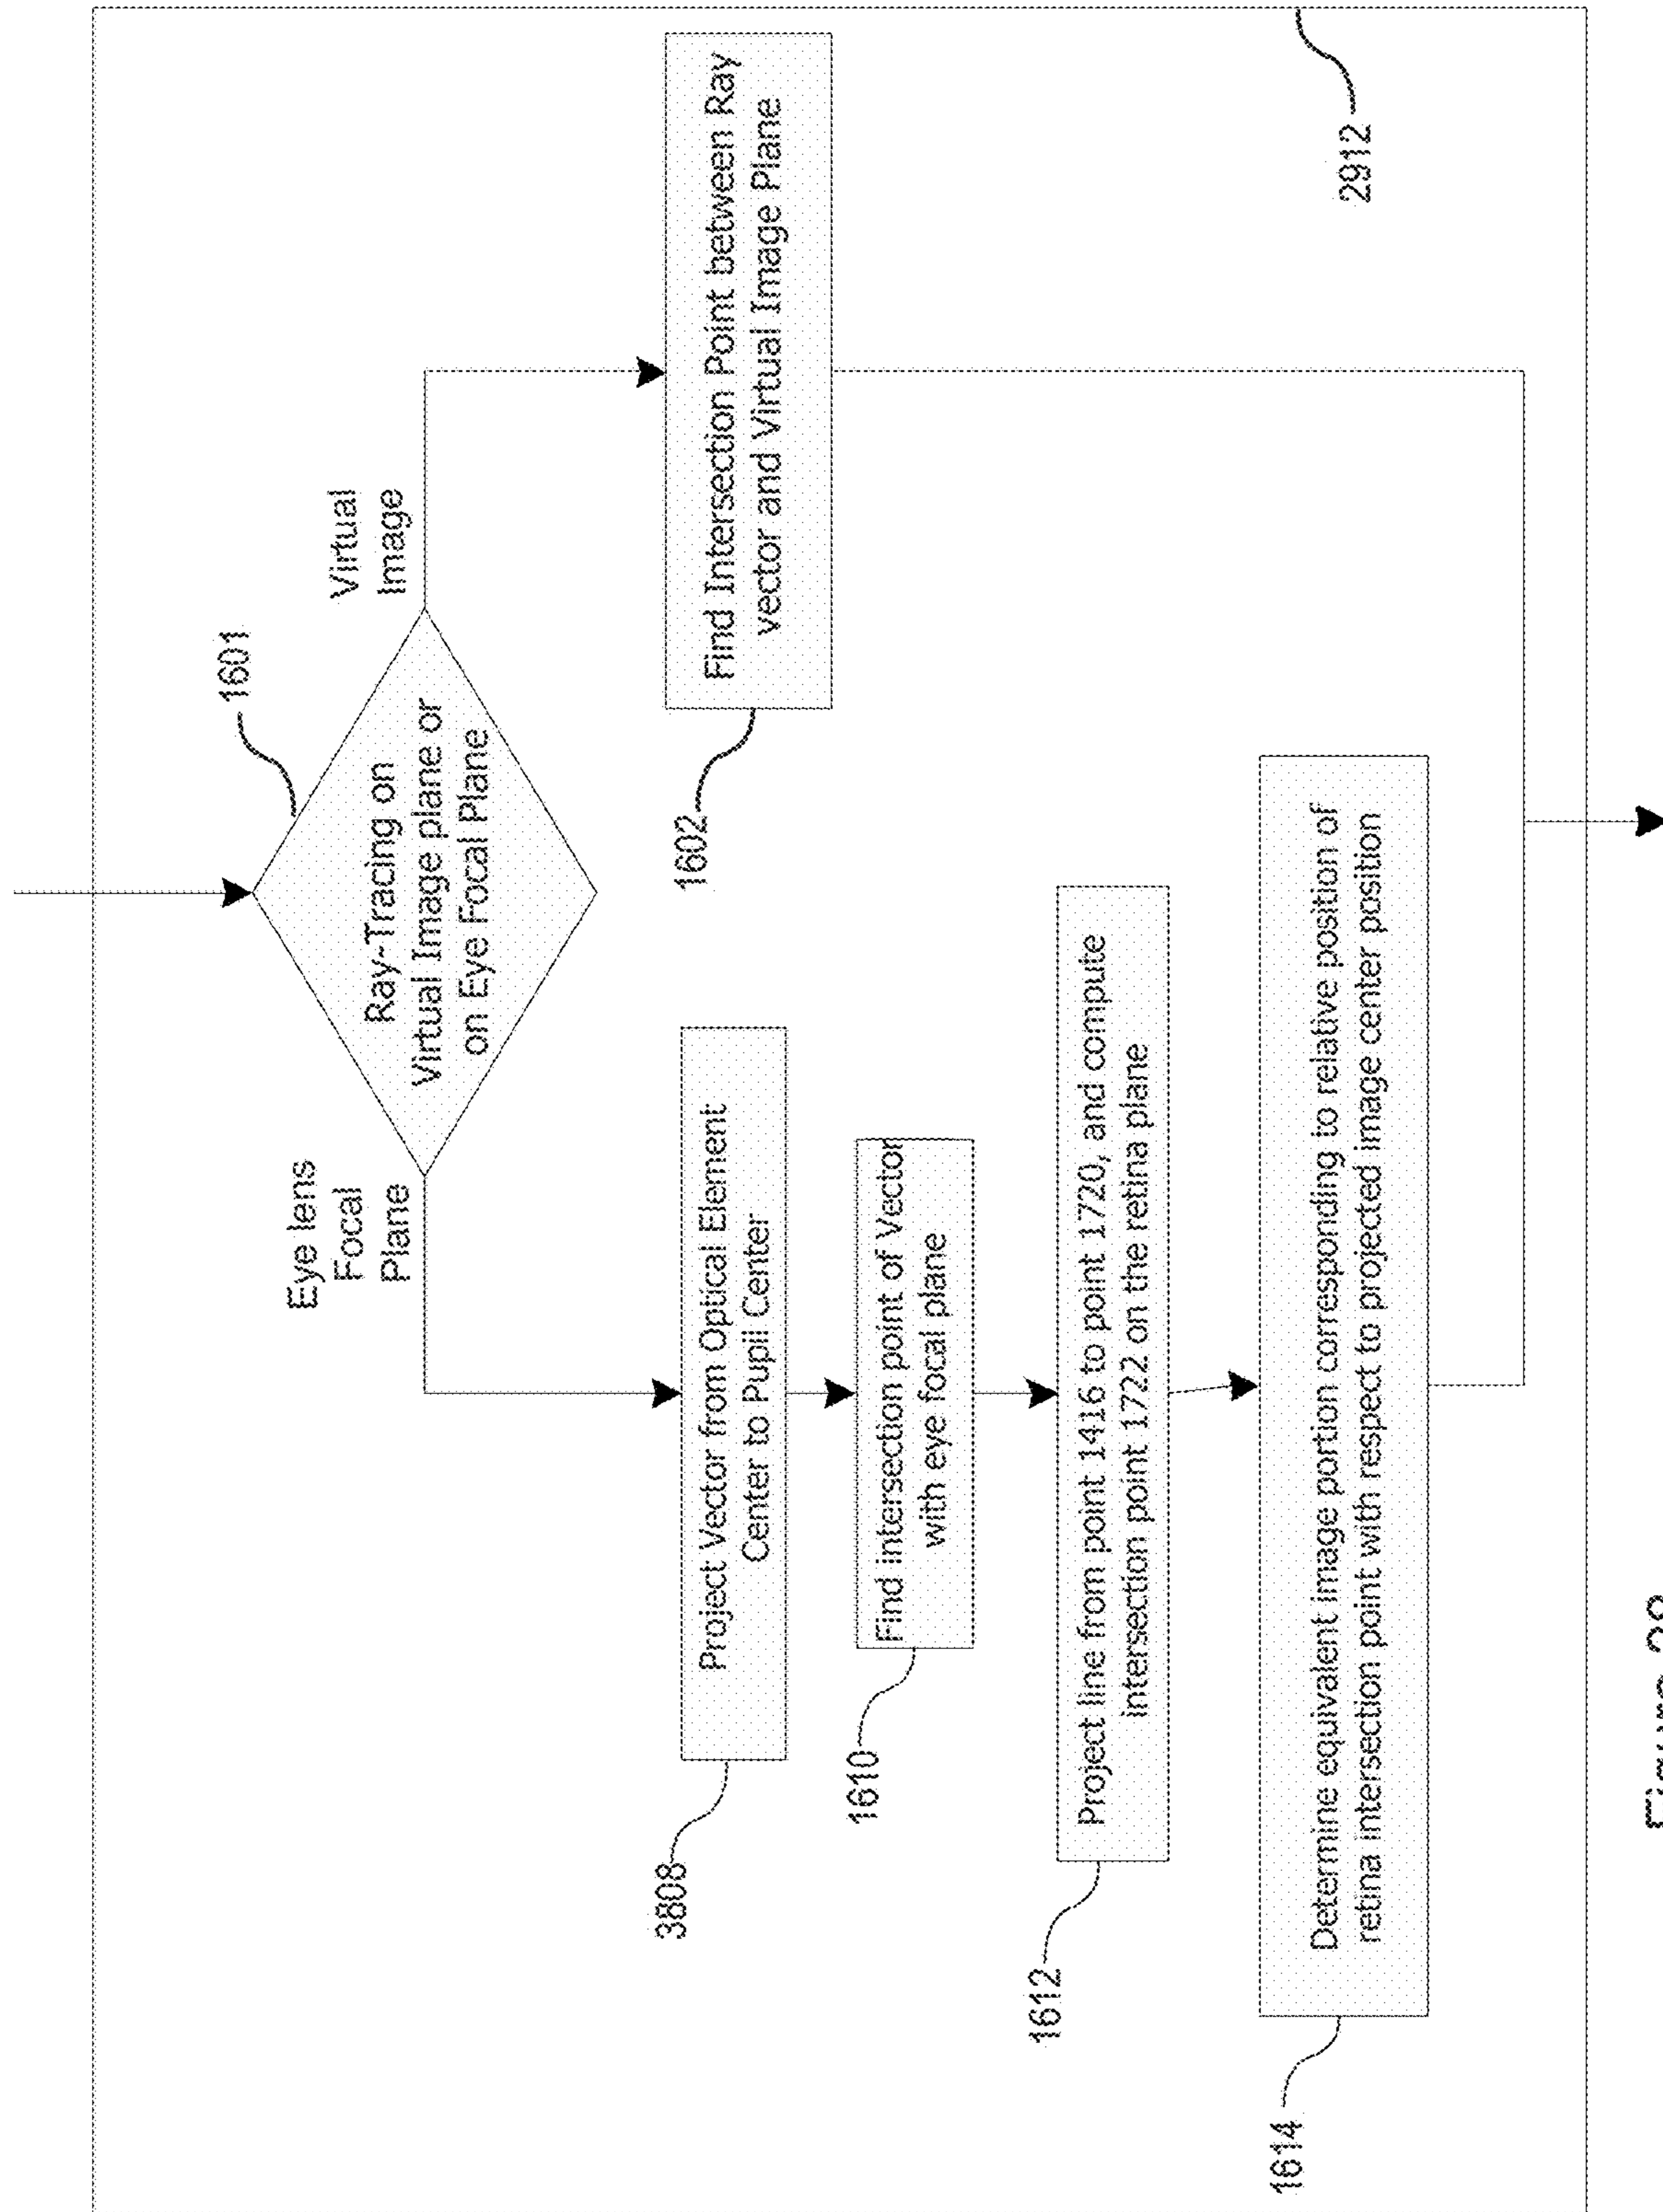 1601
Ray-Tracing on
Virtual Image plane or
on Eye Focal Plane
Eye lens
Focal
Plane
Virtual
Image
3808
Project Vector from Optical Element
Center to Pupil Center
1602
Find Intersection Point between Ray
vector and Virtual Image Plane
1610
Find intersection point of Vector
with eye focal plane
1612
Project line from point 1416 to point 1720, and compute
intersection point 1722 on the retina plane
1614
Determine equivalent image portion corresponding to relative position of
retina intersection point with respect to projected image center position
2912
Figure